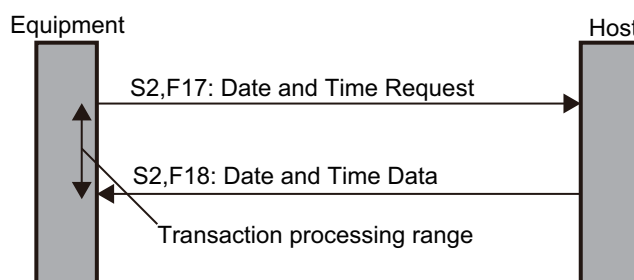 Equipment
Host
S2,F17: Date and Time Request
S2,F18: Date and Time Data
Transaction processing range